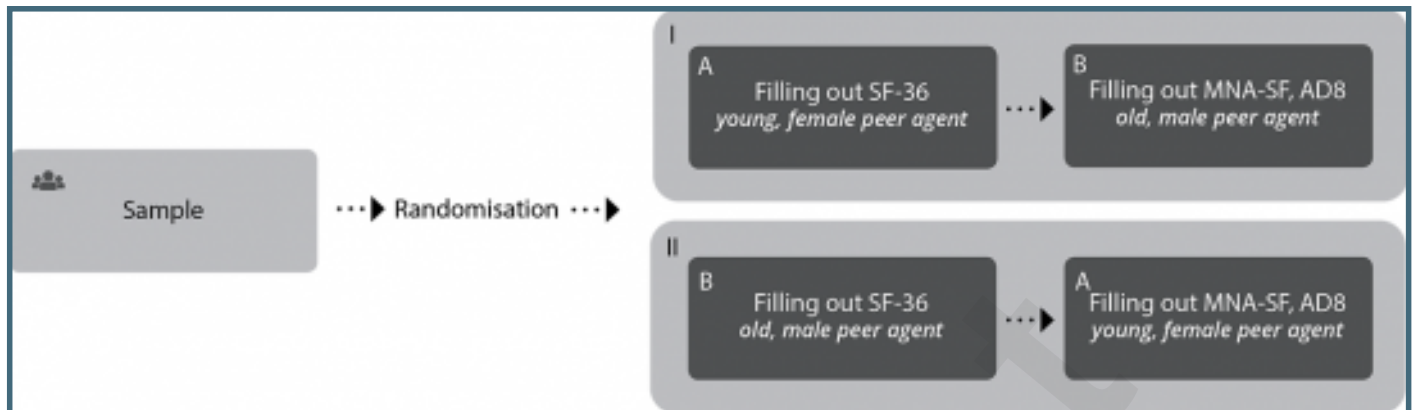 Sample
Randomisation
I
A
Filling out SF-36
young, female peer agent
B
Filling out MNA-SF, AD8
old, male peer agent
II
B
Filling out SF-36
old, male peer agent
A
Filling out MNA-SF, AD8
young, female peer agent